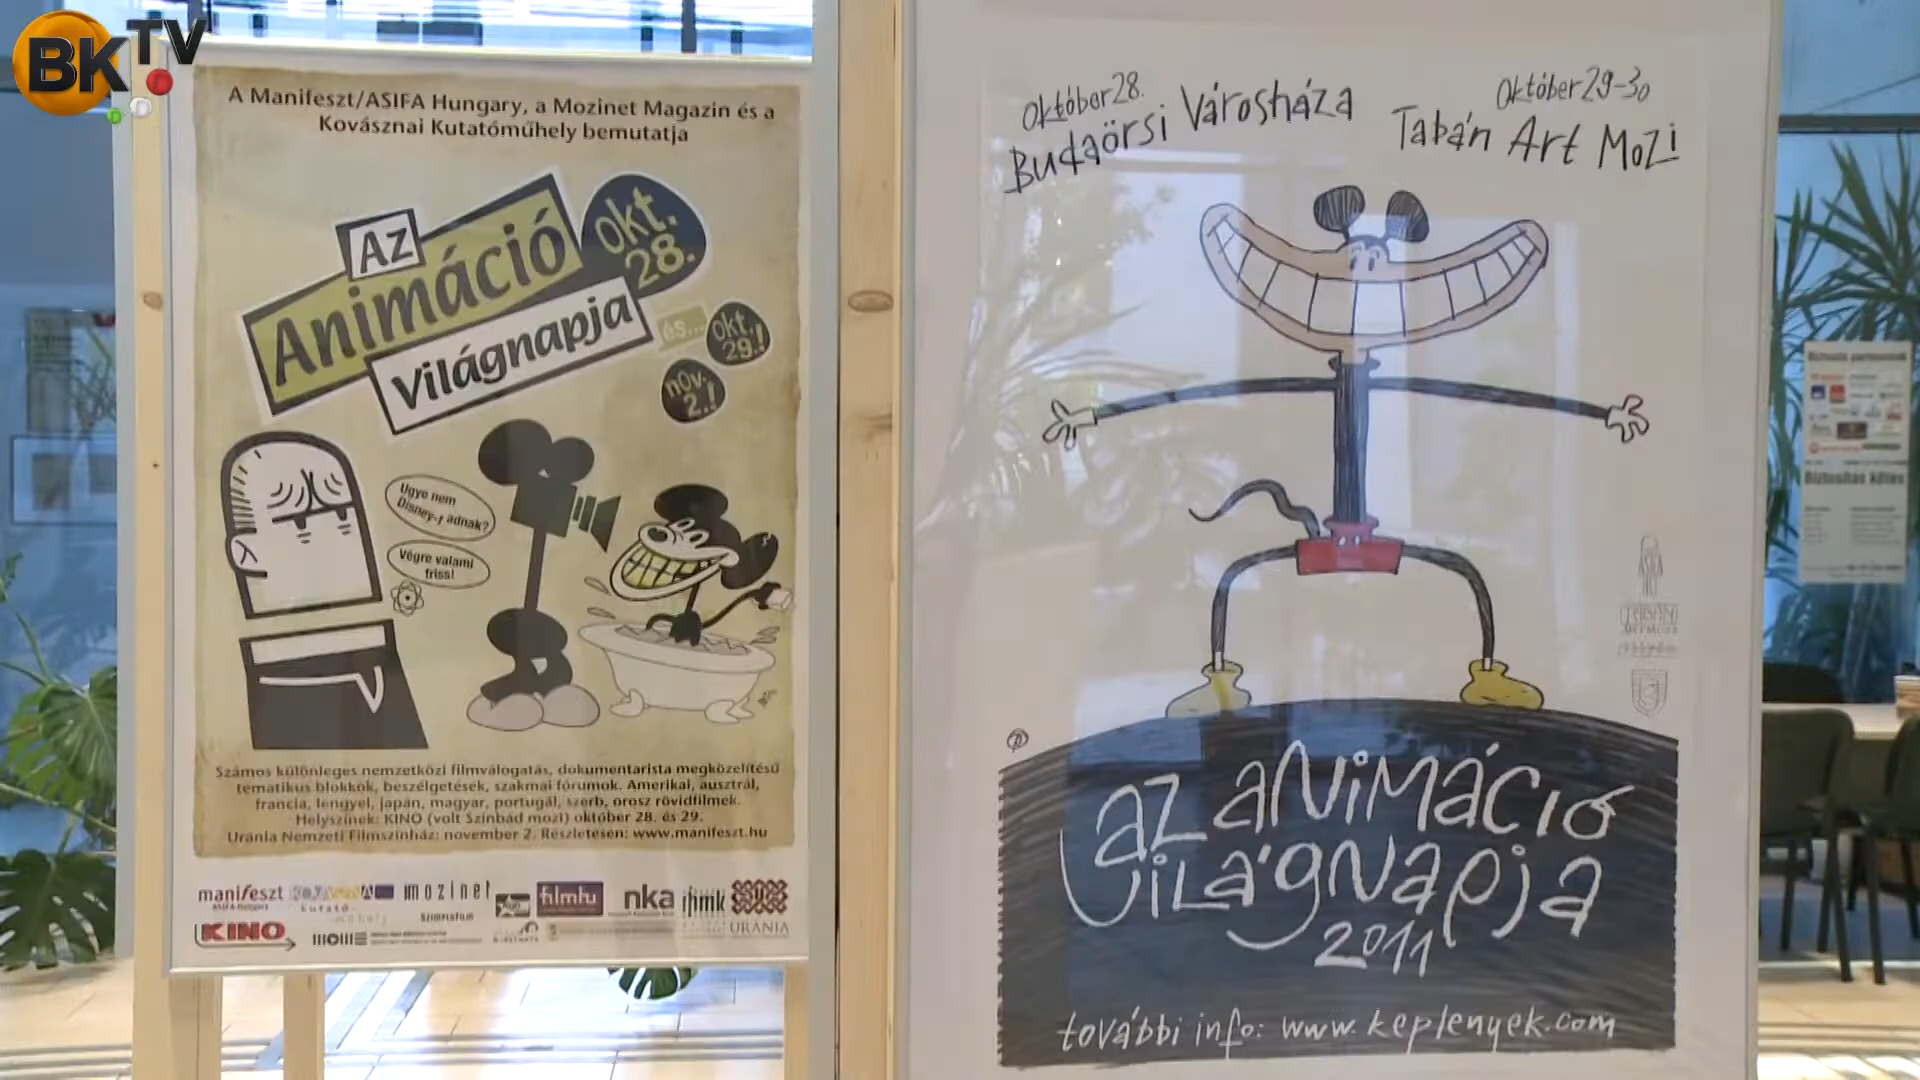 BKTV
A Manifeszt/ASIFA Hungary, a Mozinet Magazin és a
Kovásznai Kutatóműhely bemutatja
Az
Animáció
Világnapja
okt.
28.
és...
okt.
29.!
nov.
2.!
Ugye nem
Disney-t adnak?
Végre valami
friss!
Számos különleges nemzetközi filmválogatás, dokumentarista megközelítésű
tematikus blokkok, beszélgetések, szakmai fórumok. Amerikai, ausztrál,
francia, lengyel, japán, magyar, portugál, szerb, orosz rövidfilmek.
Helyszínek: KINO (volt Szinbád mozi) október 28. és 29.
Uránia Nemzeti Filmszínház: november 2. Részletesen: www.manifeszt.hu
manifeszt
mozinet
filmhu
nka
URÁNIA
KINO
Október 28.
Budaörsi Városháza
Október 29-30
Tabán Art Mozi
az animáció
világnapja
2011
további info: www.keplenyek.com
Biztosítás kötés